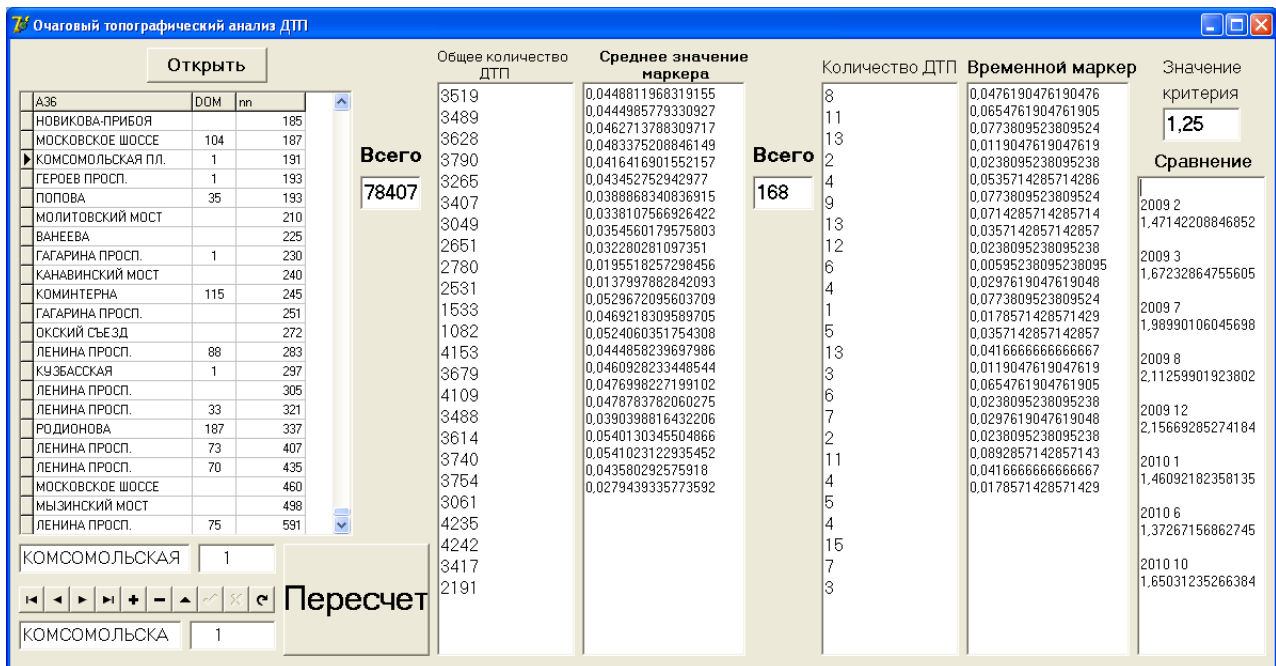 Очаговый топографический анализ ДТП
Открыть
А36 DOM nn
НОВИКОВА-ПРИБОЯ 185
МОСКОВСКОЕ ШОССЕ 104 187
КОМСОМОЛЬСКАЯ ПЛ. 1 191
ГЕРОЕВ ПРОСП. 1 193
ПОПОВА 35 193
МОЛИТОВСКИЙ МОСТ 210
ВАНЕЕВА 225
ГАГАРИНА ПРОСП. 1 230
КАНАВИНСКИЙ МОСТ 240
КОМИНТЕРНА 115 245
ГАГАРИНА ПРОСП. 251
ОКСКИЙ СЪЕЗД 272
ЛЕНИНА ПРОСП. 88 283
КУЗБАССКАЯ 1 297
ЛЕНИНА ПРОСП. 305
ЛЕНИНА ПРОСП. 33 321
РОДИОНОВА 187 337
ЛЕНИНА ПРОСП. 73 407
ЛЕНИНА ПРОСП. 70 435
МОСКОВСКОЕ ШОССЕ 460
МЫЗИНСКИЙ МОСТ 498
ЛЕНИНА ПРОСП. 75 591
КОМСОМОЛЬСКАЯ 1
КОМСОМОЛЬСКА 1
Пересчет
Всего
78407
Общее количество
ДТП
3519
3489
3628
3790
3265
3407
3049
2651
2780
2531
1533
1082
4153
3679
4109
3488
3614
3740
3754
3061
4235
4242
3417
2191
Среднее значение
маркера
0,0448811968319155
0,0444985779330927
0,046271378830971​7
0,0483375208846149
0,0416416901552157
0,043452752942977
0,0388868340836915
0,0338107566926422
0,0354560179575803
0,032280281097351
0,0195518257298456
0,0137997882842093
0,0529672095603709
0,0469218309589705
0,0524060351754308
0,0444858239697986
0,0460928233448544
0,0476998227199102
0,0478783782060275
0,0390398816432206
0,0540130345504866
0,0541023122935452
0,043580292575918
0,0279439335773592
Всего
168
Количество ДТП
8
11
13
2
4
9
13
12
6
4
1
5
13
3
6
7
2
11
4
5
4
15
7
3
Временной маркер
0,0476190476190476
0,0654761904761905
0,0773809523809524
0,0119047619047619
0,0238095238095238
0,0535714285714286
0,0773809523809524
0,0714285714285714
0,0357142857142857
0,0238095238095238
0,00595238095238095
0,0297619047619048
0,0773809523809524
0,0178571428571429
0,0357142857142857
0,0416666666666667
0,0119047619047619
0,0654761904761905
0,0238095238095238
0,0297619047619048
0,0238095238095238
0,0892857142857143
0,0416666666666667
0,0178571428571429
Значение
критерия
1,25
Сравнение
2009 2
1,47142208846852
2009 3
1,67232864755605
2009 7
1,98990106045698
2009 8
2,11259901923802
2009 12
2,15669285274184
2010 1
1,46092182358135
2010 6
1,37267156862745
2010 10
1,65031235266384